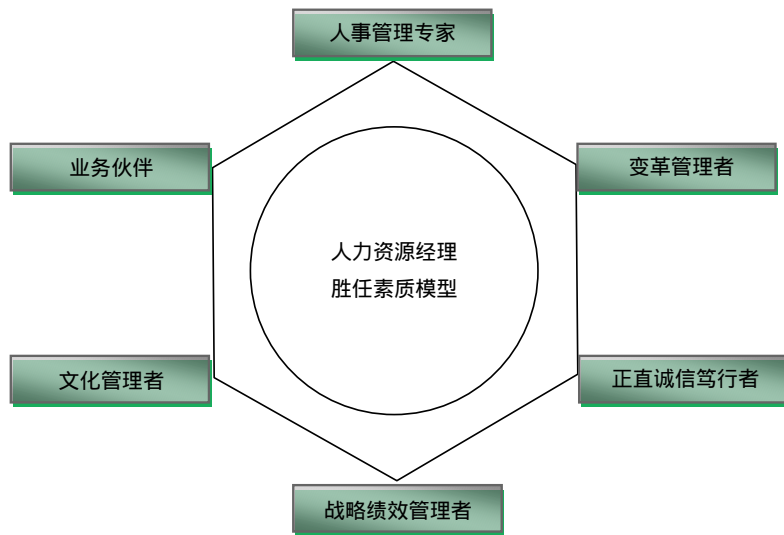 人事管理专家
业务伙伴
变革管理者
人力资源经理
胜任素质模型
文化管理者
正直诚信笃行者
战略绩效管理者